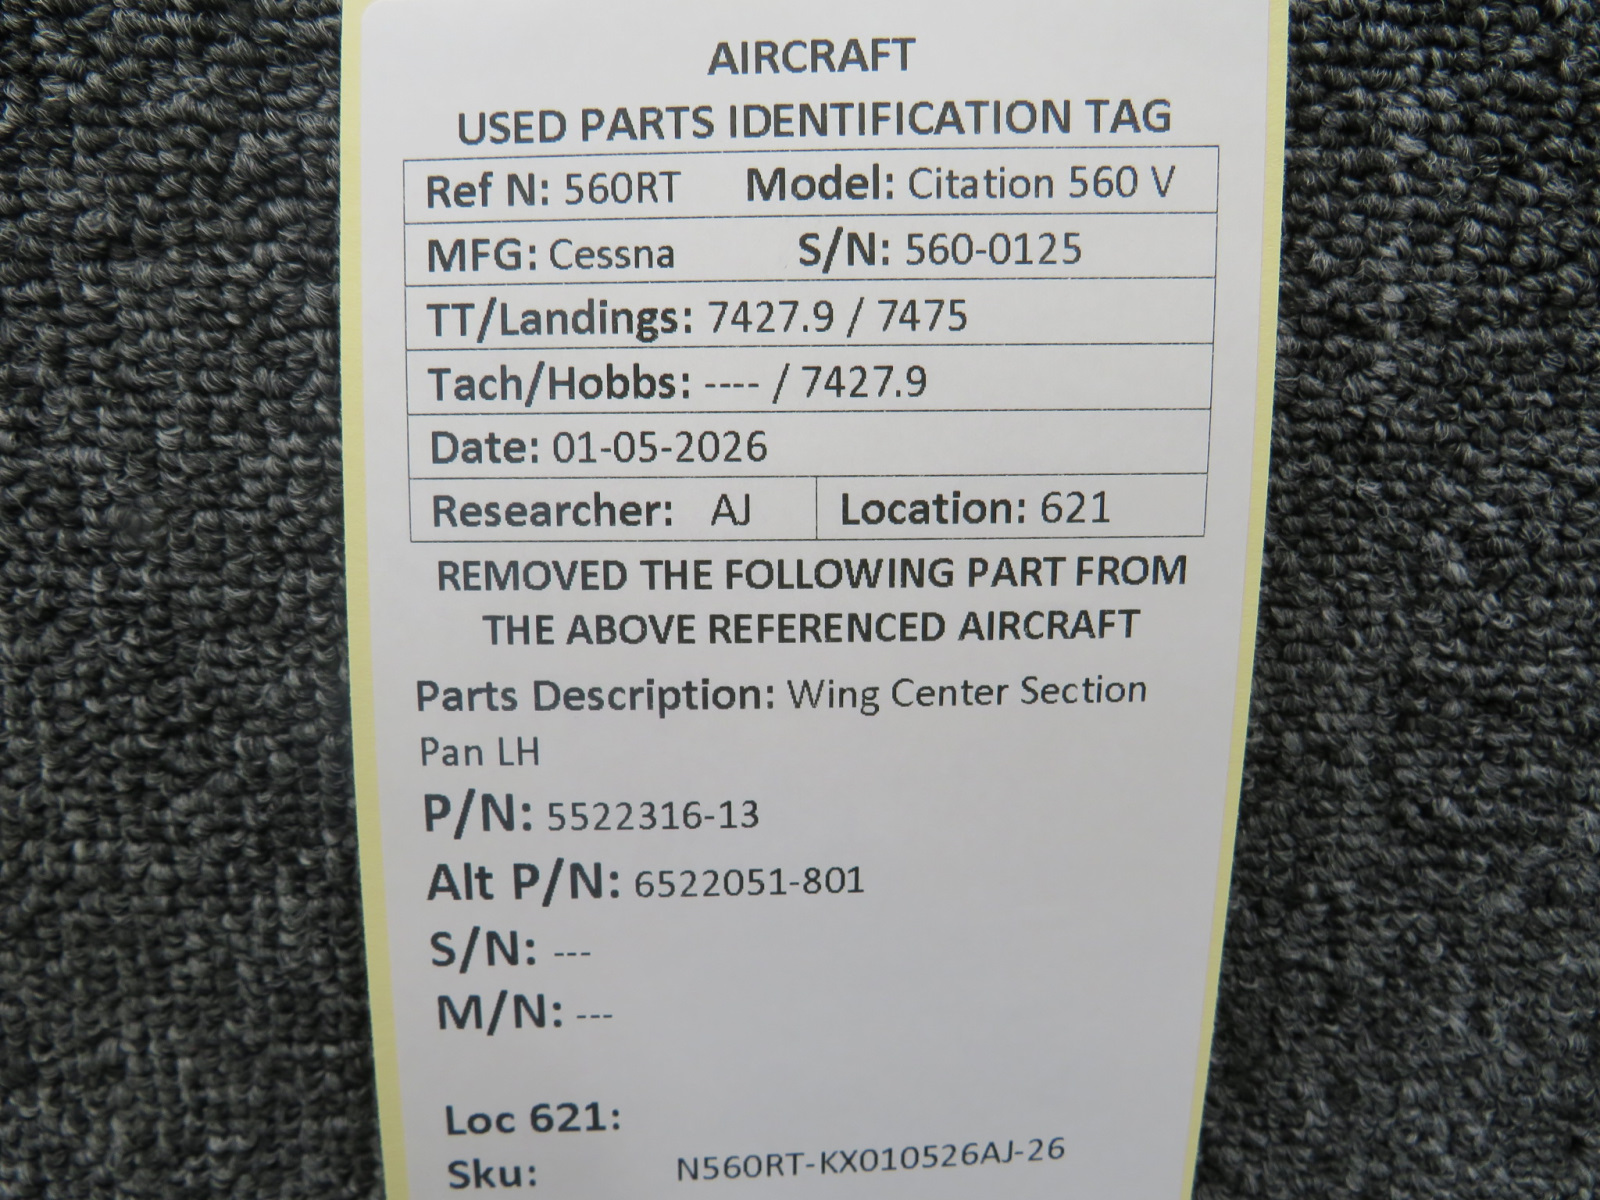 AIRCRAFT
USED PARTS IDENTIFICATION TAG
Ref N: 560RT Model: Citation 560 V
MFG: Cessna S/N: 560-0125
TT/Landings: 7427.9 / 7475
Tach/Hobbs: ---- / 7427.9
Date: 01-05-2026
Researcher: AJ Location: 621
REMOVED THE FOLLOWING PART FROM
THE ABOVE REFERENCED AIRCRAFT
Parts Description: Wing Center Section
Pan LH
P/N: 5522316-13
Alt P/N: 6522051-801
S/N: ---
M/N: ---
Loc 621:
Sku: N560RT-KX010526AJ-26